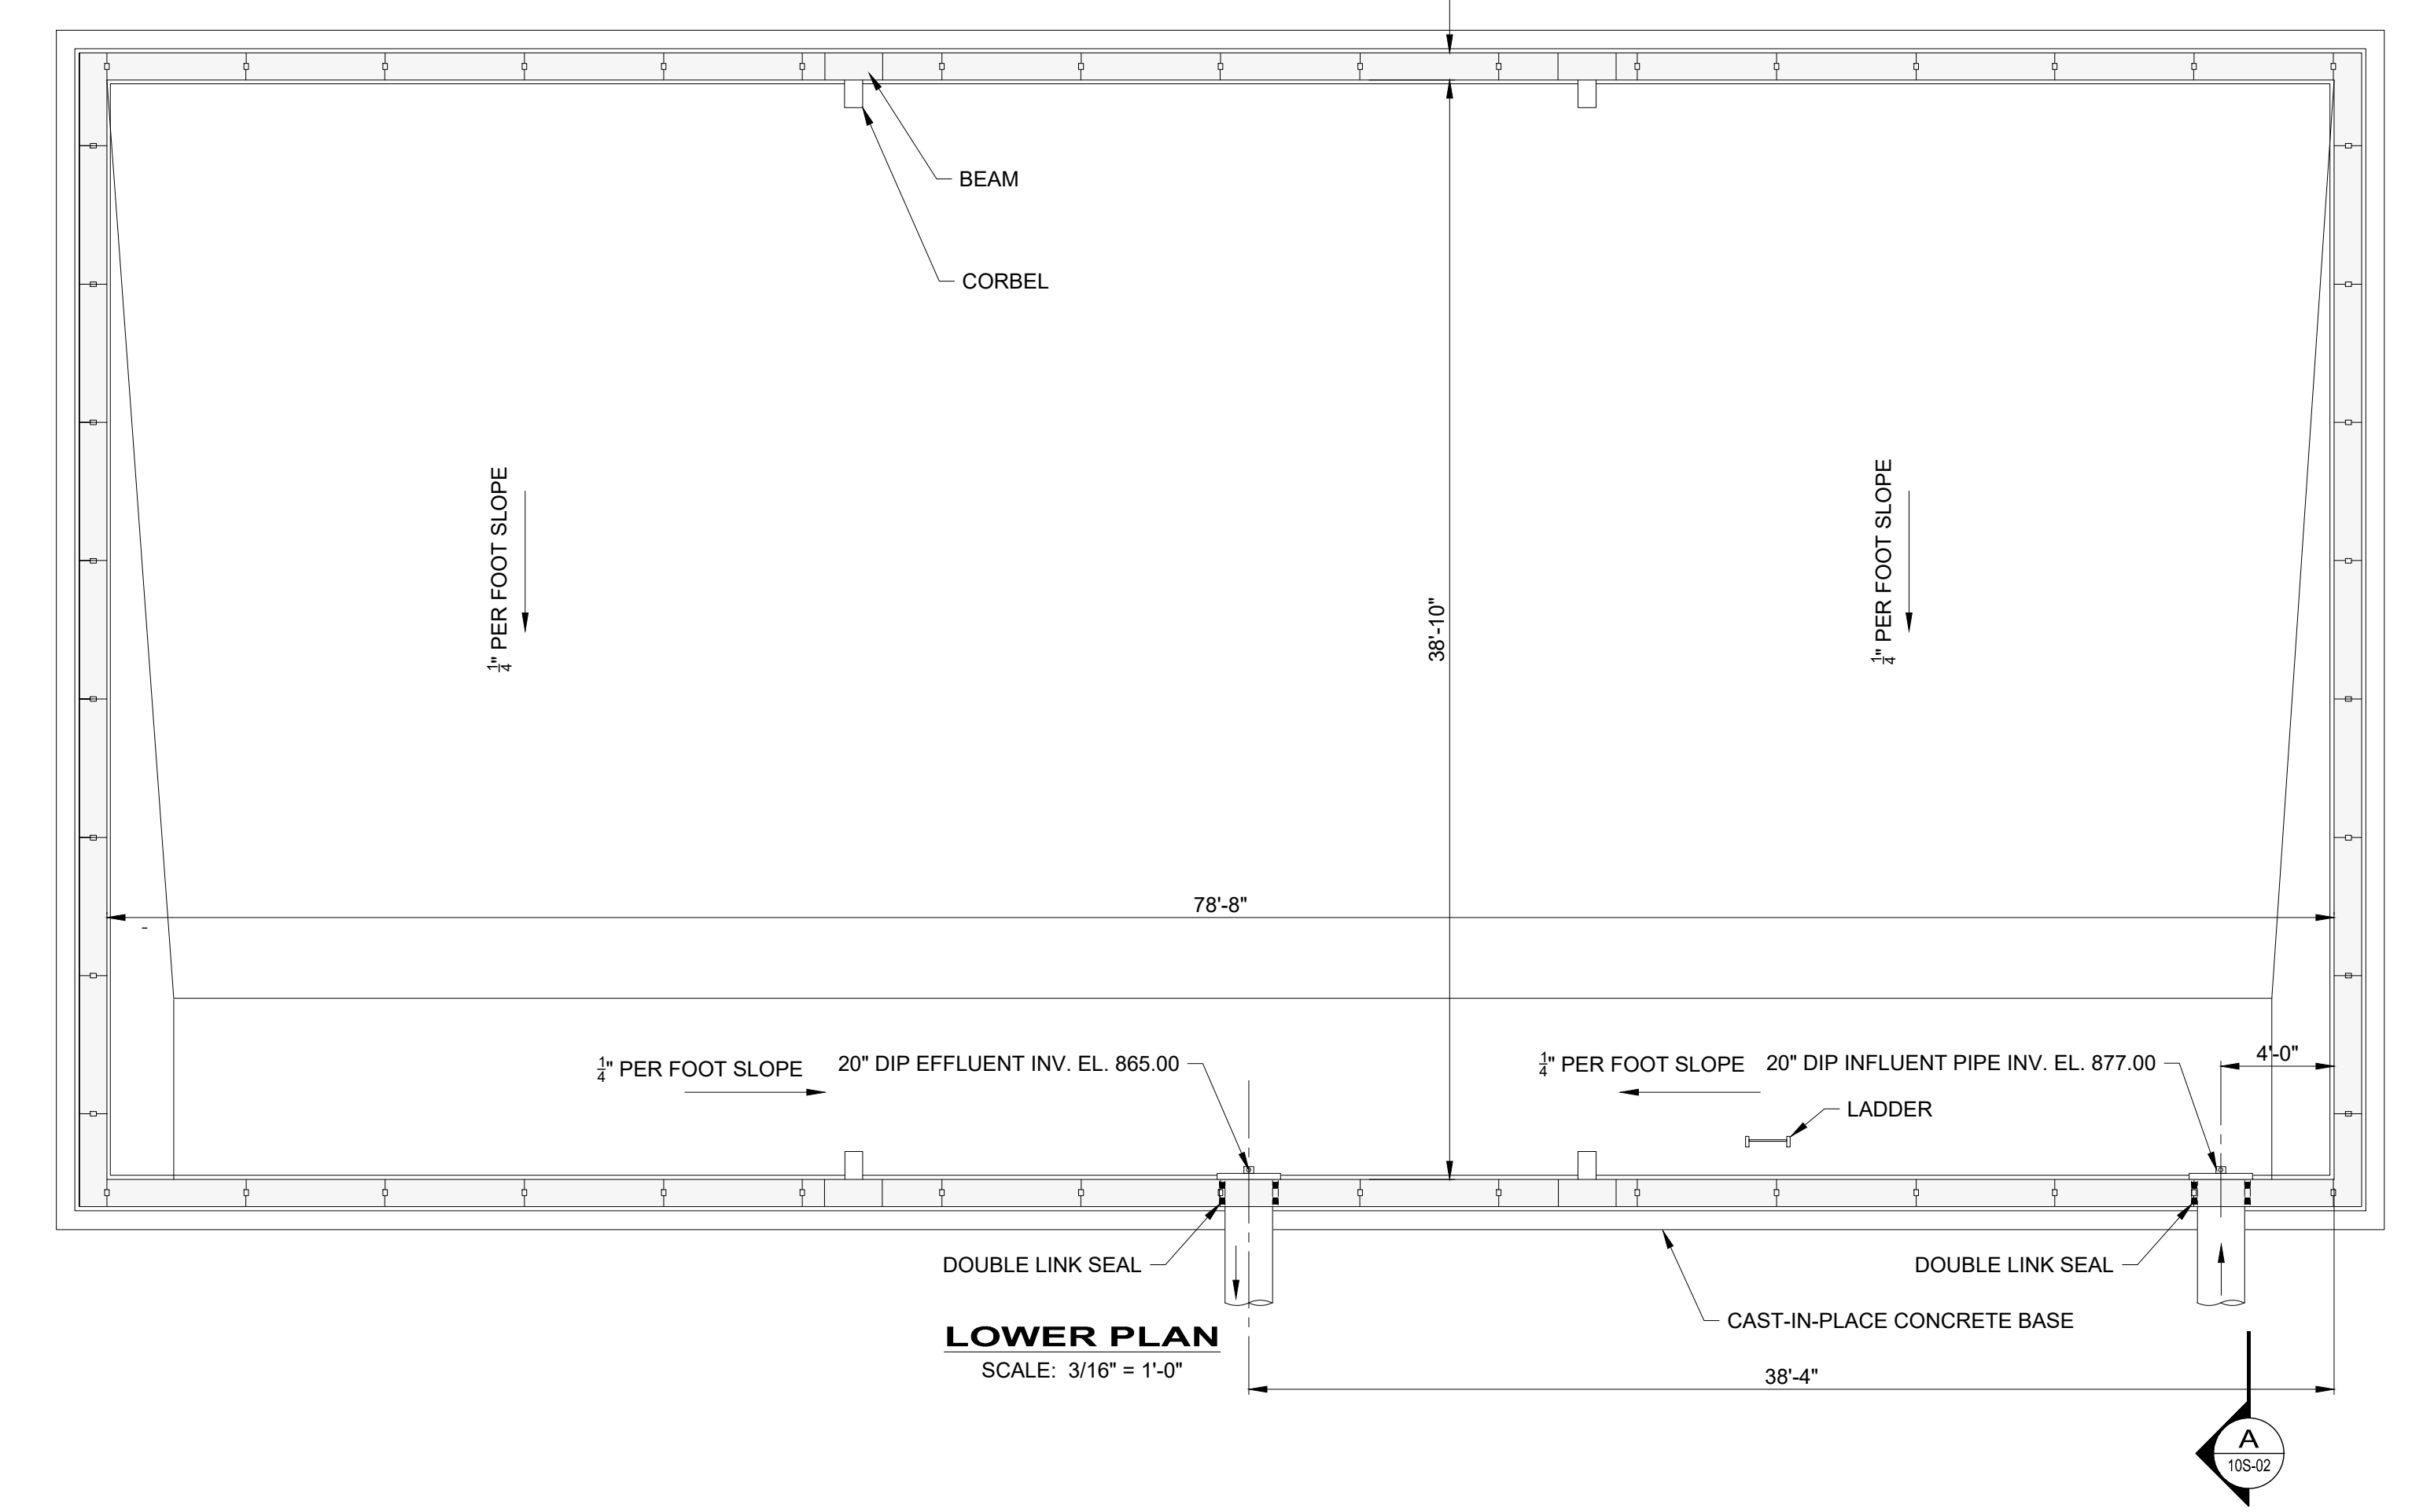 BEAM
CORBEL
1/4" PER FOOT SLOPE
1/4" PER FOOT SLOPE
38'-10"
78'-8"
1/4" PER FOOT SLOPE
20" DIP EFFLUENT INV. EL. 865.00
1/4" PER FOOT SLOPE
20" DIP INFLUENT PIPE INV. EL. 877.00
4'-0"
LADDER
DOUBLE LINK SEAL
DOUBLE LINK SEAL
CAST-IN-PLACE CONCRETE BASE
LOWER PLAN
SCALE: 3/16" = 1'-0"
38'-4"
A
10S-02